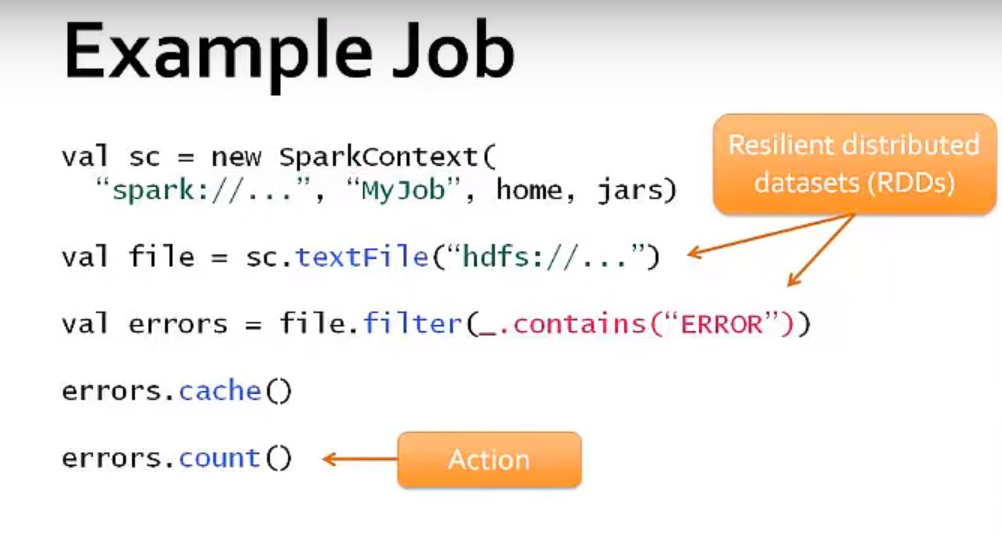 Example Job
val sc = new SparkContext(
“spark://...”, “MyJob”, home, jars)
Resilient distributed
datasets (RDDs)
val file = sc.textFile(“hdfs://...”)
val errors = file.filter(_.contains(“ERROR”))
errors.cache()
errors.count()
Action